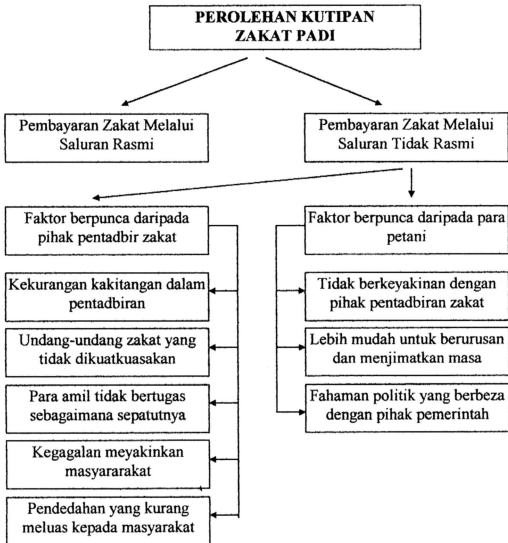 PEROLEHAN KUTIPAN
ZAKAT PADI
Pembayaran Zakat Melalui
Saluran Rasmi
Pembayaran Zakat Melalui
Saluran Tidak Rasmi
Faktor berpunca daripada
pihak pentadbir zakat
Kekurangan kakitangan dalam
pentadbiran
Undang-undang zakat yang
tidak dikuatkuasakan
Para amil tidak bertugas
sebagaimana sepatutnya
Kegagalan meyakinkan
masyararakat
Pendedahan yang kurang
meluas kepada masyarakat
Faktor berpunca daripada para
petani
Tidak berkeyakinan dengan
pihak pentadbiran zakat
Lebih mudah untuk berurusan
dan menjimatkan masa
Fahaman politik yang berbeza
dengan pihak pemerintah